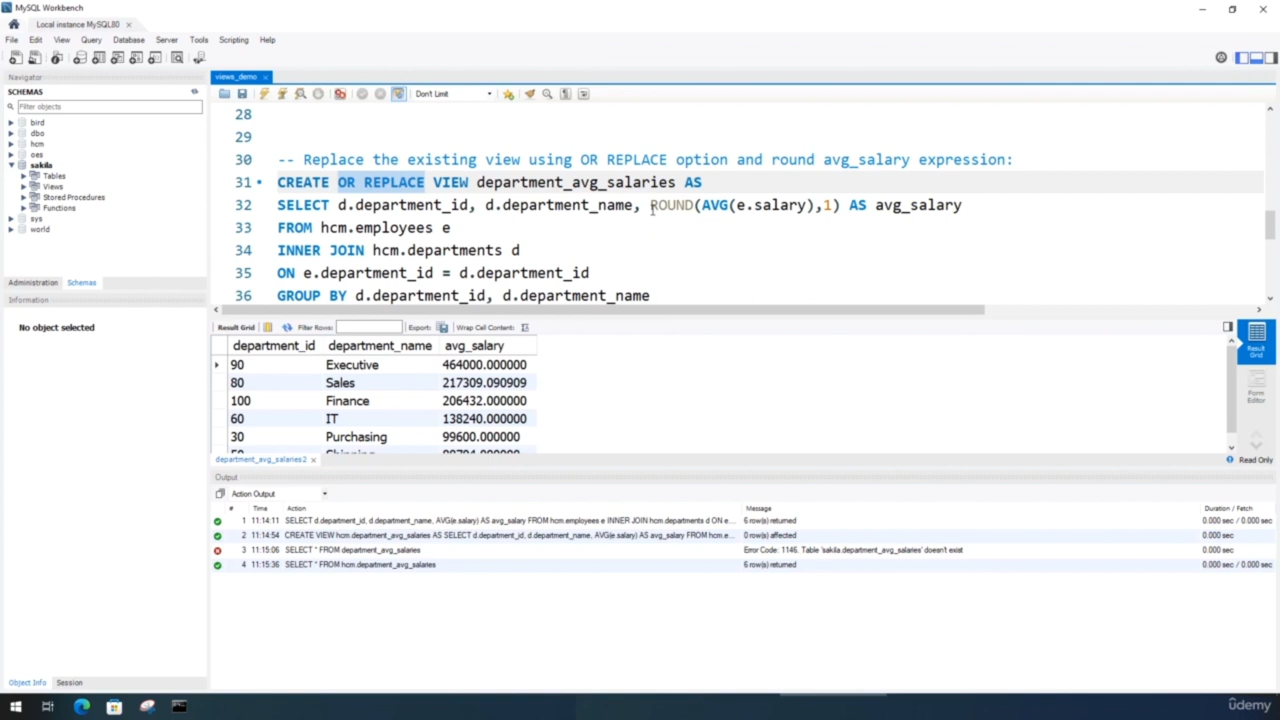 MySQL Workbench
Local instance MySQL80
File Edit View Query Database Server Tools Scripting Help
Navigator
SCHEMAS
Filter objects
bird
dbo
hcm
oes
sakila
Tables
Views
Stored Procedures
Functions
sys
world
Administration Schemas
Information
No object selected
Object Info Session
views_demo
Don't Limit
28
29
30 -- Replace the existing view using OR REPLACE option and round avg_salary expression:
31 CREATE OR REPLACE VIEW department_avg_salaries AS
32 SELECT d.department_id, d.department_name, ROUND(AVG(e.salary),1) AS avg_salary
33 FROM hcm.employees e
34 INNER JOIN hcm.departments d
35 ON e.department_id = d.department_id
36 GROUP BY d.department_id, d.department_name
Result Grid Filter Rows: Export: Wrap Cell Content:
department_id department_name avg_salary
90 Executive 464000.000000
80 Sales 217309.090909
100 Finance 206432.000000
60 IT 138240.000000
30 Purchasing 99600.000000
Result Grid
Form Editor
department_avg_salaries2
Read Only
Output
Action Output
# Time Action Message Duration / Fetch
1 11:14:11 SELECT d.department_id, d.department_name, AVG(e.salary) AS avg_salary FROM hcm.employees e INNER JOIN hcm.departments d ON e... 6 row(s) returned 0.000 sec / 0.000 sec
2 11:14:54 CREATE VIEW hcm.department_avg_salaries AS SELECT d.department_id, d.department_name, AVG(e.salary) AS avg_salary FROM hcm.e... 0 row(s) affected 0.000 sec
3 11:15:06 SELECT * FROM department_avg_salaries Error Code: 1146. Table 'sakila.department_avg_salaries' doesn't exist 0.000 sec
4 11:15:36 SELECT * FROM hcm.department_avg_salaries 6 row(s) returned 0.000 sec / 0.000 sec
ûdemy